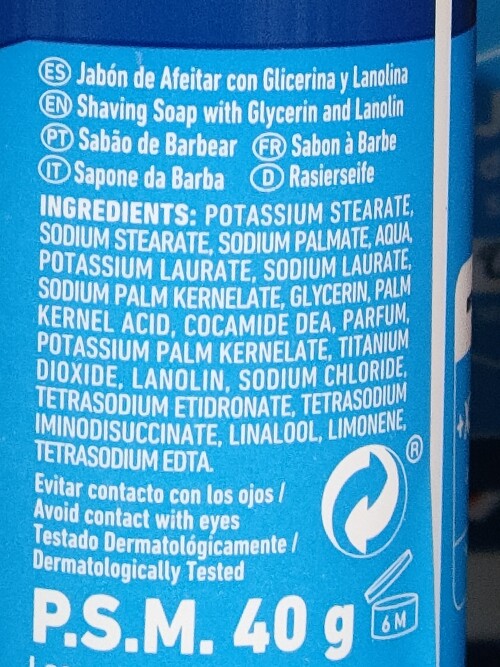 ES Jabón de Afeitar con Glicerina y Lanolina
EN Shaving Soap with Glycerin and Lanolin
PT Sabão de Barbear FR Sabon à Barbe
IT Sapone da Barba D Rasierseife
INGREDIENTS: POTASSIUM STEARATE,
SODIUM STEARATE, SODIUM PALMATE, AQUA,
POTASSIUM LAURATE, SODIUM LAURATE,
SODIUM PALM KERNELATE, GLYCERIN, PALM
KERNEL ACID, COCAMIDE DEA, PARFUM,
POTASSIUM PALM KERNELATE, TITANIUM
DIOXIDE, LANOLIN, SODIUM CHLORIDE,
TETRASODIUM ETIDRONATE, TETRASODIUM
IMINODISUCCINATE, LINALOOL, LIMONENE,
TETRASODIUM EDTA.
Evitar contacto con los ojos /
Avoid contact with eyes
Testado Dermatológicamente /
Dermatologically Tested
®
P.S.M. 40 g
6 M